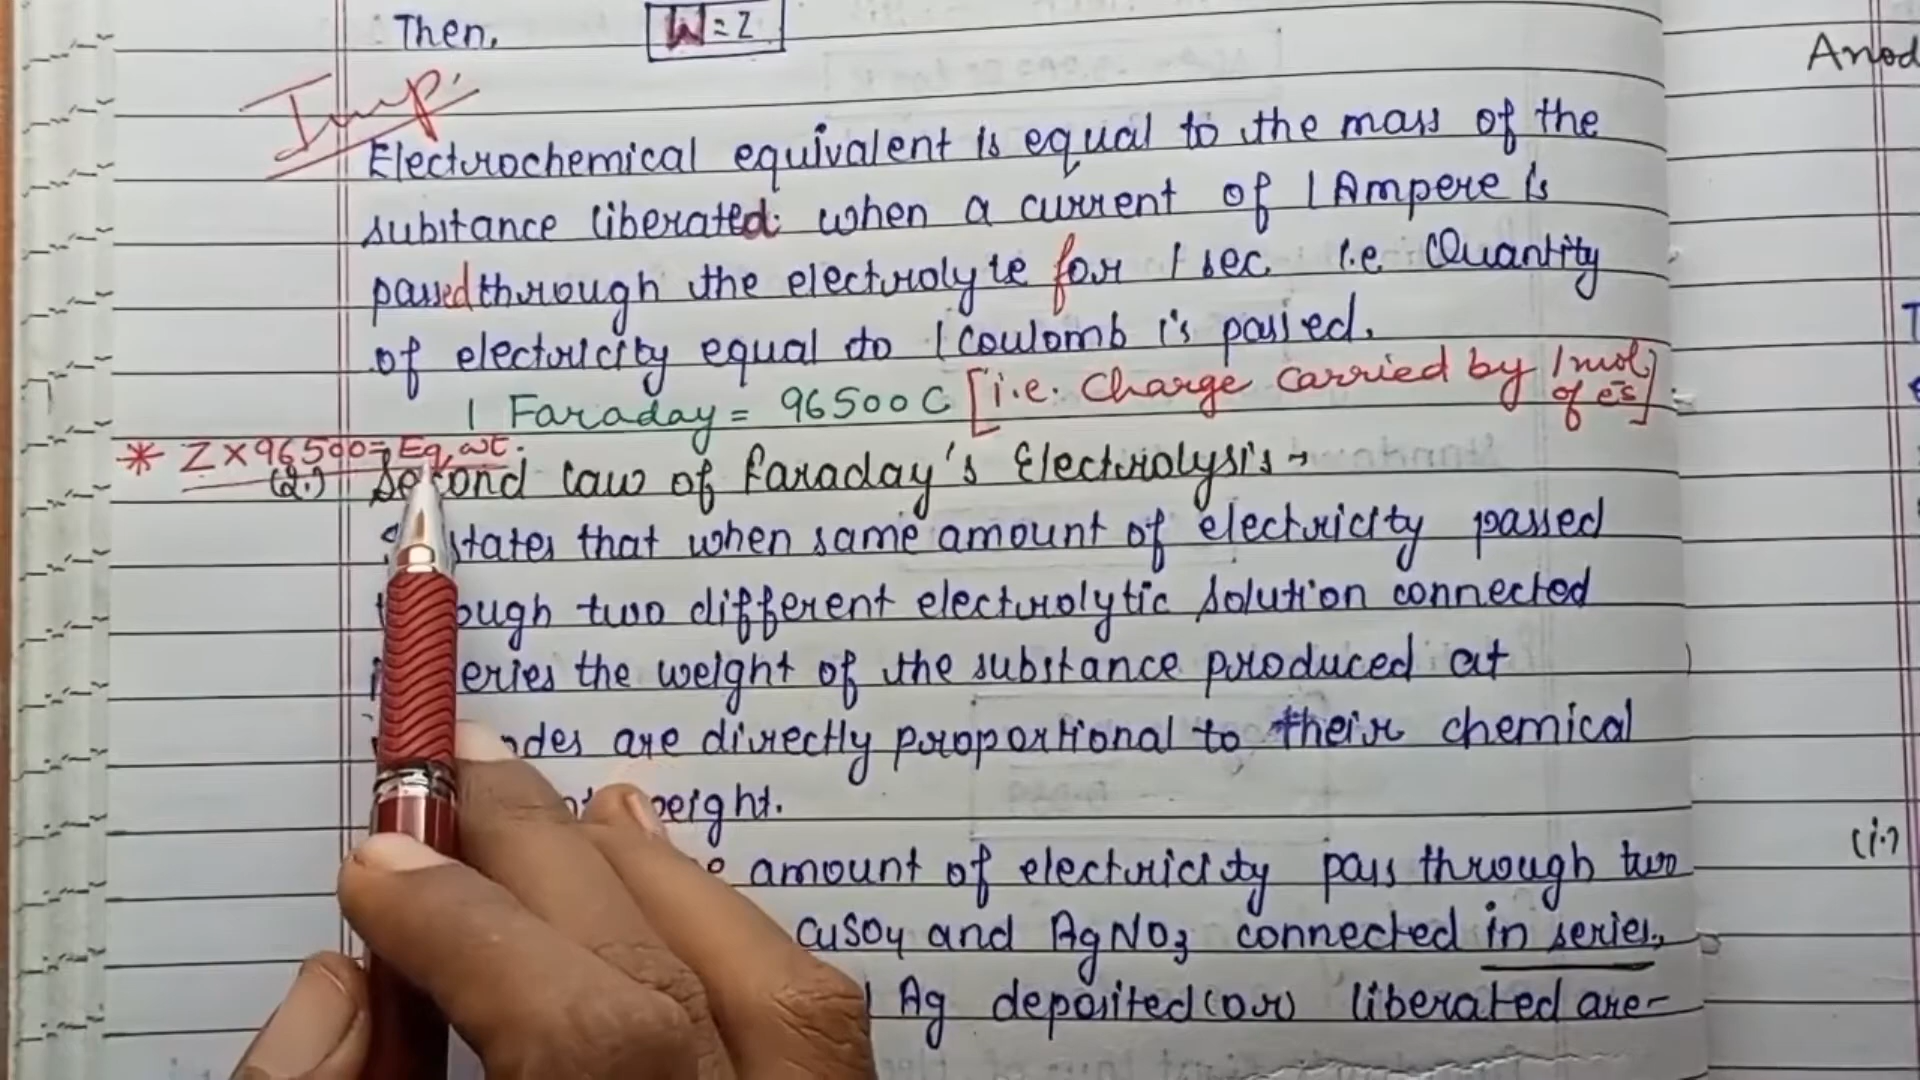 Then,
W = Z
Imp.
Anod
Electrochemical equivalent is equal to the mass of the
substance liberated. when a current of 1 Ampere is
passed through the electrolyte for 1 sec i.e Quantity
of electricity equal to 1 Coulomb is passed.
1 Faraday = 96500C [i.e. Charge carried by 1 mol of e⁻s]
* Z×96500 = Eq. wt.
(2.) Second law of Faraday's Electrolysis →
states that when same amount of electricity passed
ough two different electrolytic solution connected
eries the weight of the substance produced at
odes are directly proportional to their chemical
weight.
amount of electricity pass through two
(i.)
CuSO4 and AgNO3 connected in series,
Ag deposited (or) liberated are-